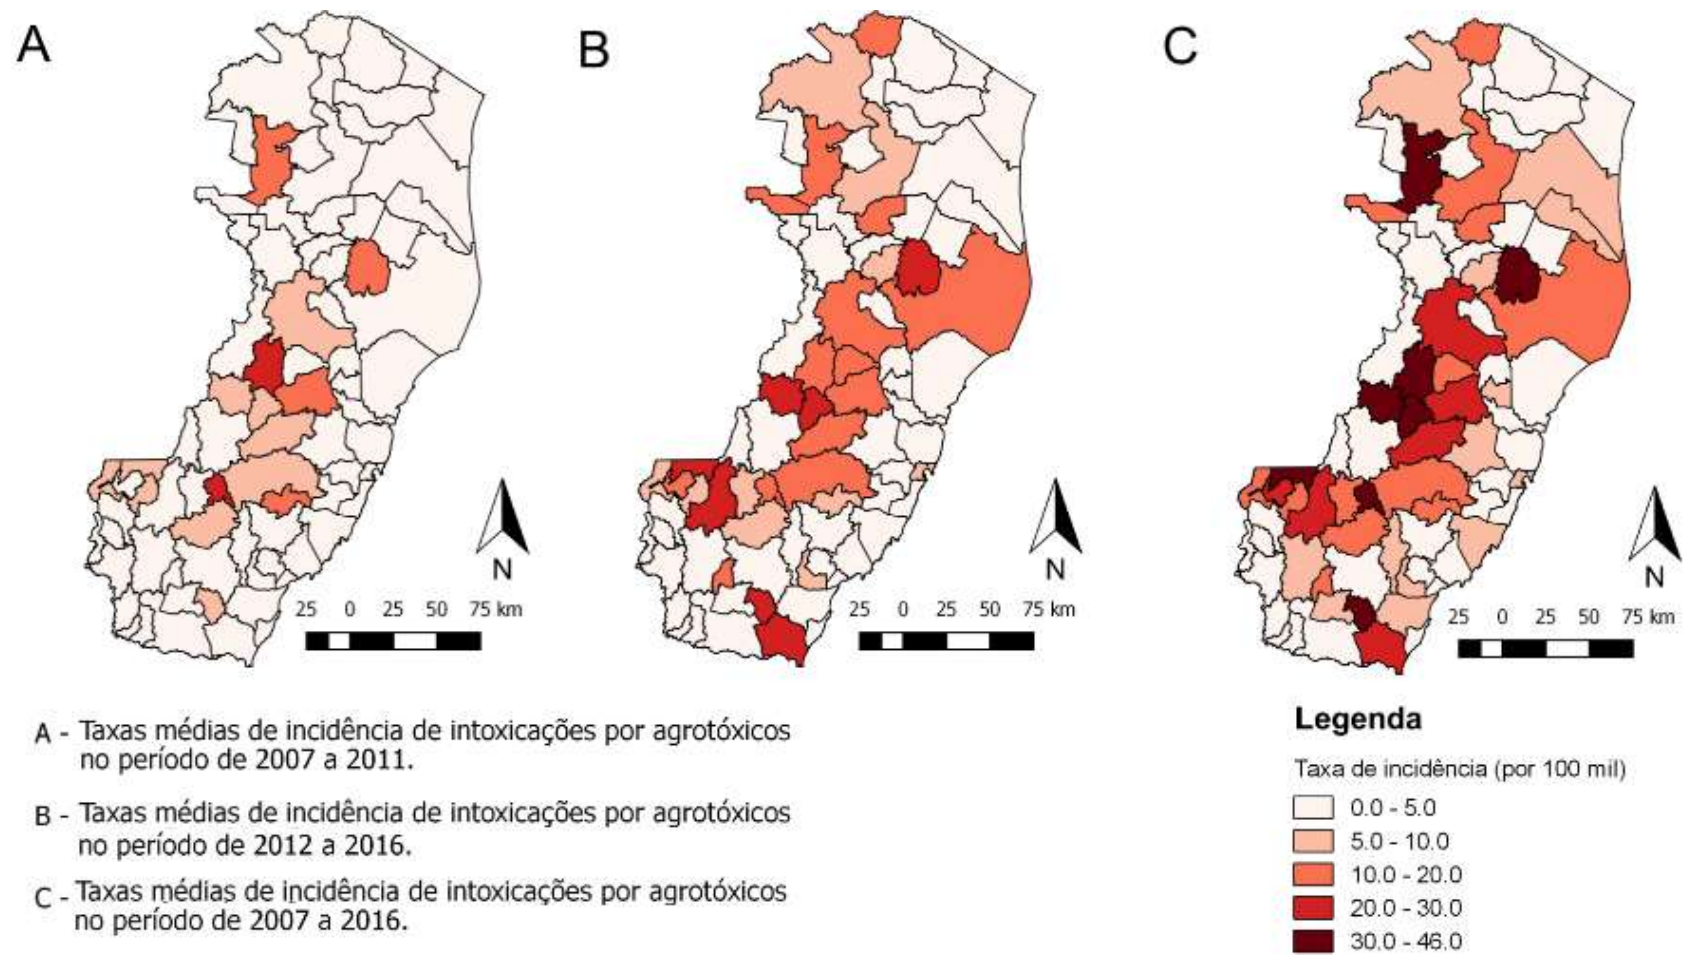 A
B
C
N
25 0 25 50 75 km
N
25 0 25 50 75 km
N
25 0 25 50 75 km
A - Taxas médias de incidência de intoxicações por agrotóxicos
no período de 2007 a 2011.
B - Taxas médias de incidência de intoxicações por agrotóxicos
no período de 2012 a 2016.
C - Taxas médias de incidência de intoxicações por agrotóxicos
no período de 2007 a 2016.
Legenda
Taxa de incidência (por 100 mil)
0.0 - 5.0
5.0 - 10.0
10.0 - 20.0
20.0 - 30.0
30.0 - 46.0